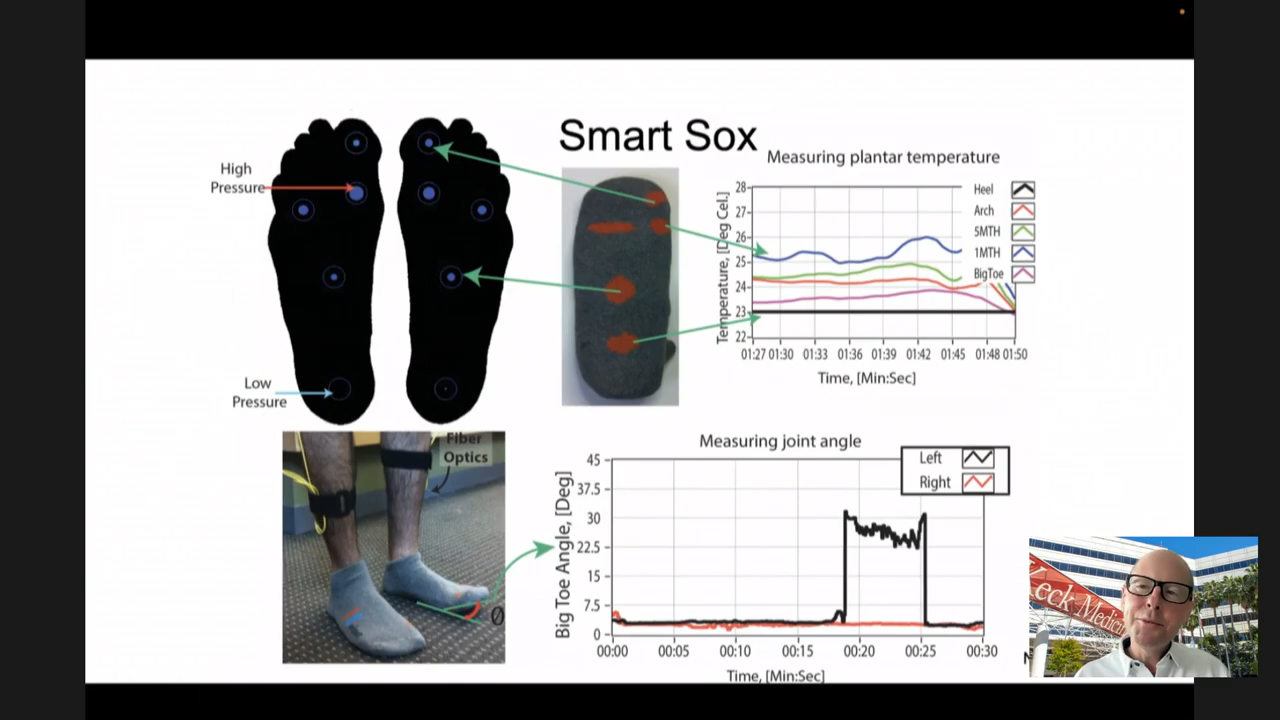 Smart Sox
High
Pressure
Low
Pressure
Measuring plantar temperature
Temperature, [Deg Cel.]
28
27
26
25
24
23
22
01:27 01:30 01:33 01:36 01:39 01:42 01:45 01:48 01:50
Time, [Min:Sec]
Heel
Arch
5MTH
1MTH
BigToe
Fiber
Optics
θ
Measuring joint angle
Big Toe Angle, [Deg]
45
37.5
30
22.5
15
7.5
0
00:00 00:05 00:10 00:15 00:20 00:25 00:30
Time, [Min:Sec]
Left
Right
Keck Medicin